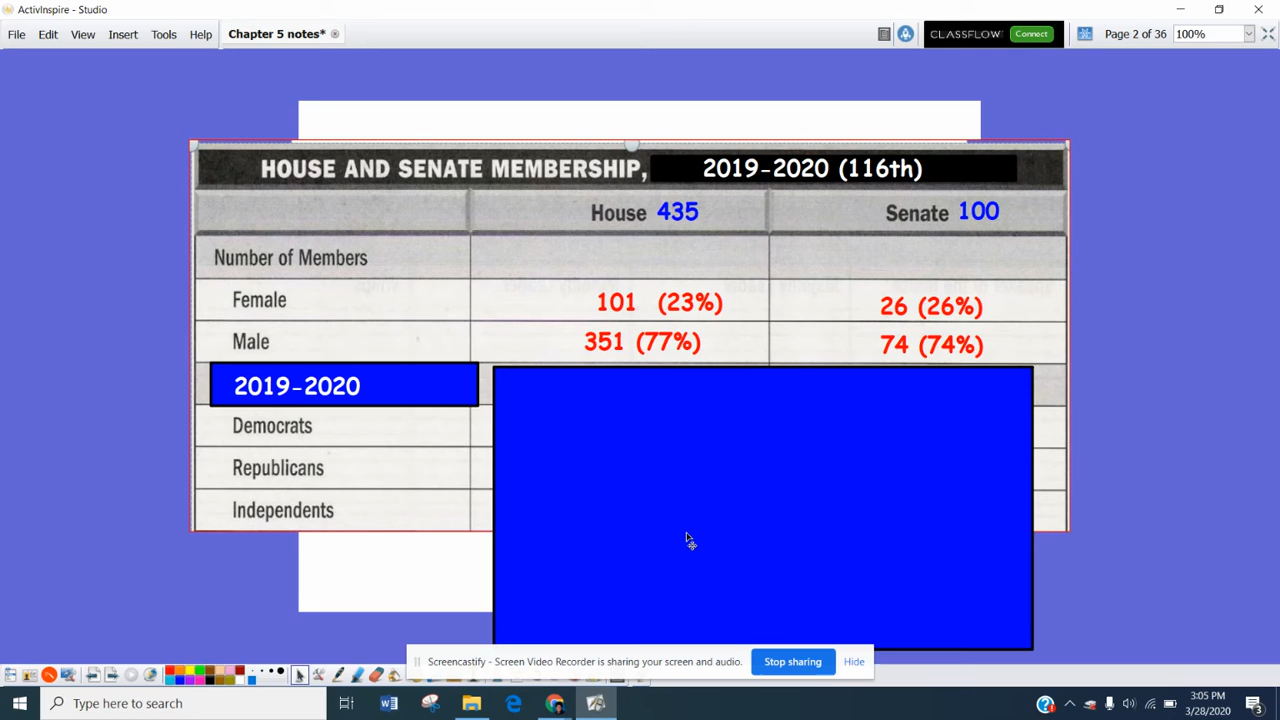 ActivInspire - Studio
File Edit View Insert Tools Help Chapter 5 notes* CLASSFLOW Connect Page 2 of 36 100%
HOUSE AND SENATE MEMBERSHIP, 2019-2020 (116th)
House 435 Senate 100
Number of Members
Female 101 (23%) 26 (26%)
Male 351 (77%) 74 (74%)
2019-2020
Democrats
Republicans
Independents
Screencastify - Screen Video Recorder is sharing your screen and audio. Stop sharing Hide
Type here to search
3:05 PM
3/28/2020
3